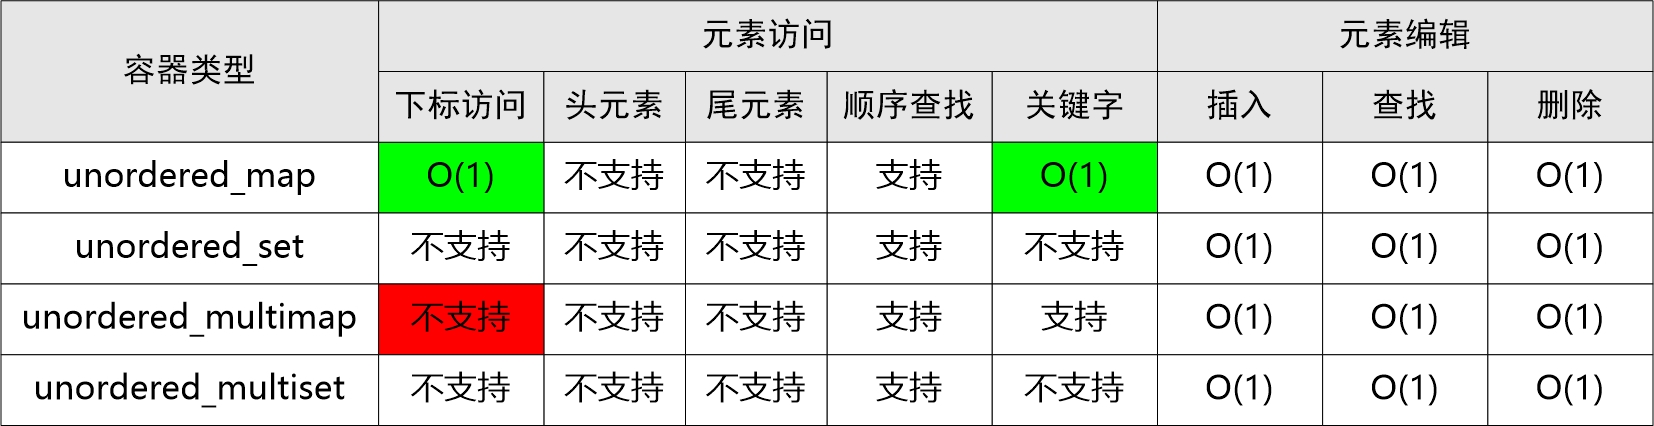 容器类型 元素访问 元素编辑
下标访问 头元素 尾元素 顺序查找 关键字 插入 查找 删除
unordered_map O(1) 不支持 不支持 支持 O(1) O(1) O(1) O(1)
unordered_set 不支持 不支持 不支持 支持 不支持 O(1) O(1) O(1)
unordered_multimap 不支持 不支持 不支持 支持 支持 O(1) O(1) O(1)
unordered_multiset 不支持 不支持 不支持 支持 不支持 O(1) O(1) O(1)